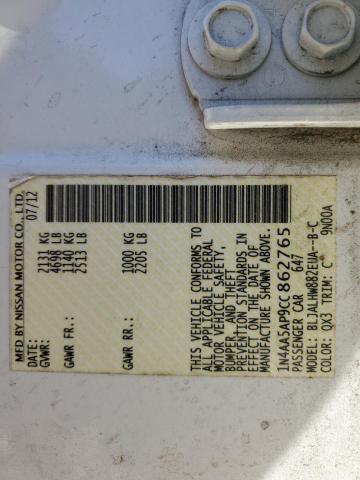 MFD BY NISSAN MOTOR CO., LTD.
DATE: 07/12
GVWR: 2131 KG
4698 LB
GAWR FR: 1140 KG
2513 LB
GAWR RR: 1000 KG
2205 LB
THIS VEHICLE CONFORMS TO
ALL APPLICABLE FEDERAL
MOTOR VEHICLE SAFETY,
BUMPER, AND THEFT
PREVENTION STANDARDS IN
EFFECT ON THE DATE OF
MANUFACTURE SHOWN ABOVE.
1N4AA5AP9CC862765
PASSENGER CAR 647
MODEL: BLJALHW862EUA--B-C
COLOR: QX3 TRIM: C 9N00A